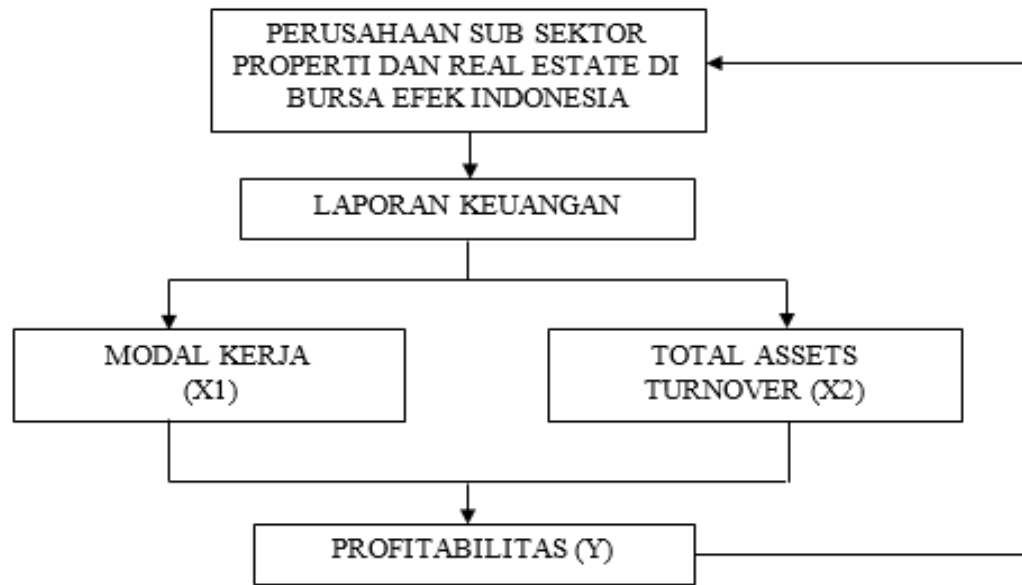 PERUSAHAAN SUB SEKTOR
PROPERTI DAN REAL ESTATE DI
BURSA EFEK INDONESIA
LAPORAN KEUANGAN
MODAL KERJA
(X1)
TOTAL ASSETS
TURNOVER (X2)
PROFITABILITAS (Y)